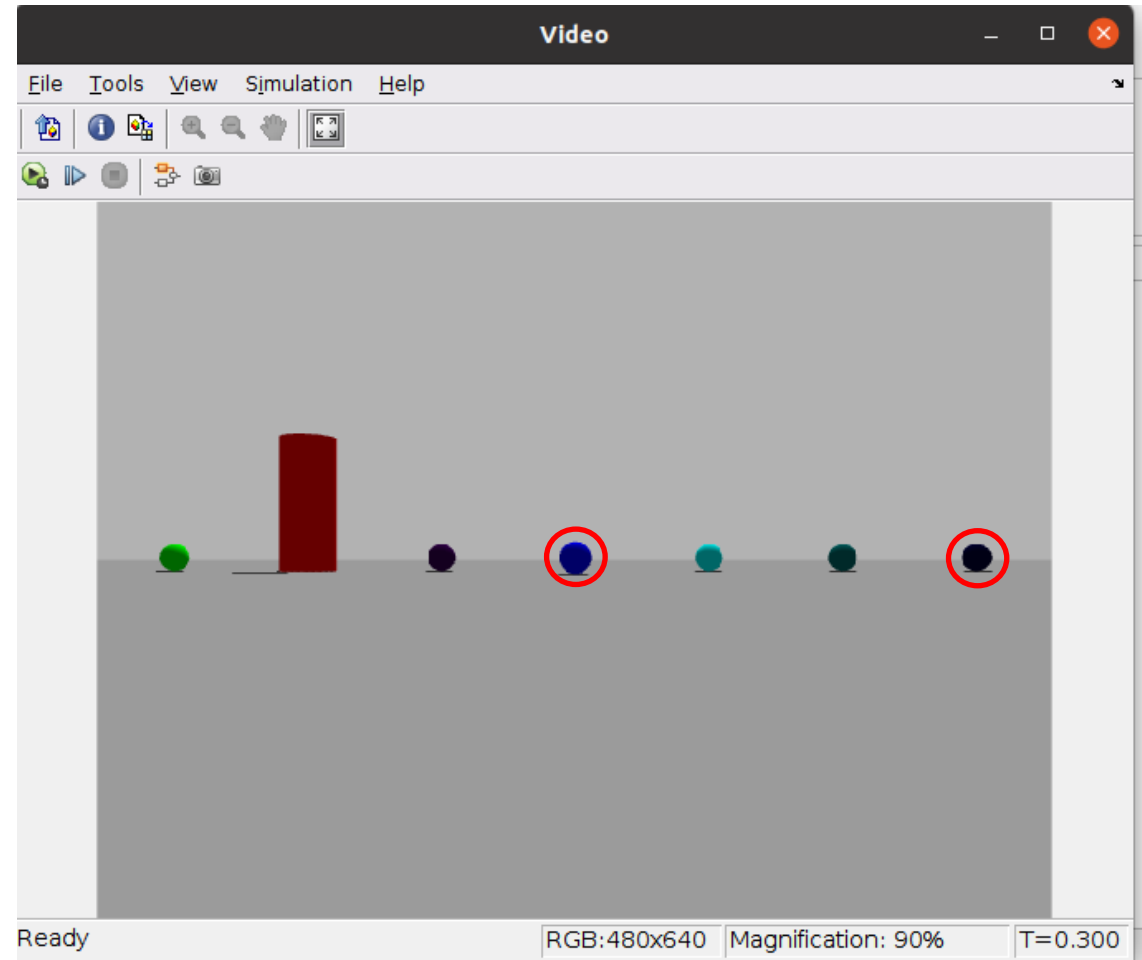 Video
File Tools View Simulation Help
Ready RGB:480x640 Magnification: 90% T=0.300